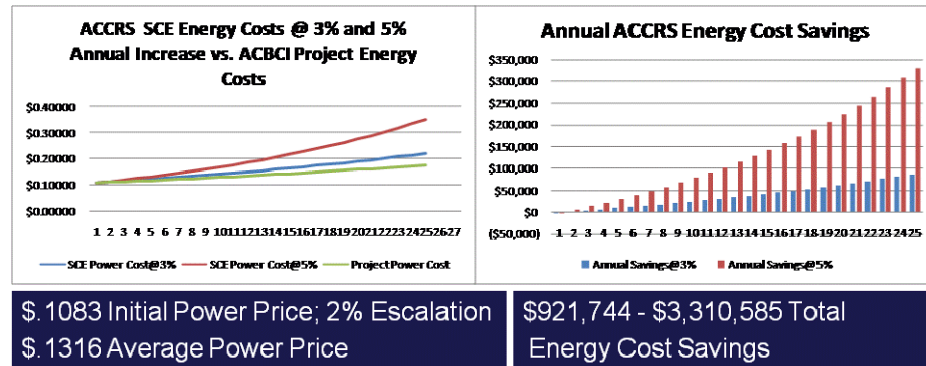 ACCRS SCE Energy Costs @ 3% and 5%
Annual Increase vs. ACBCI Project Energy
Costs
$0.40000
$0.30000
$0.20000
$0.10000
$0.00000
1 2 3 4 5 6 7 8 9 10 11 12 13 14 15 16 17 18 19 20 21 22 23 24 25 26 27
SCE Power Cost@3% SCE Power Cost@5% Project Power Cost
Annual ACCRS Energy Cost Savings
$350,000
$300,000
$250,000
$200,000
$150,000
$100,000
$50,000
$0
($50,000)
1 2 3 4 5 6 7 8 9 10 11 12 13 14 15 16 17 18 19 20 21 22 23 24 25
Annual Savings@3% Annual Savings@5%
$.1083 Initial Power Price; 2% Escalation
$.1316 Average Power Price
$921,744 - $3,310,585 Total
Energy Cost Savings